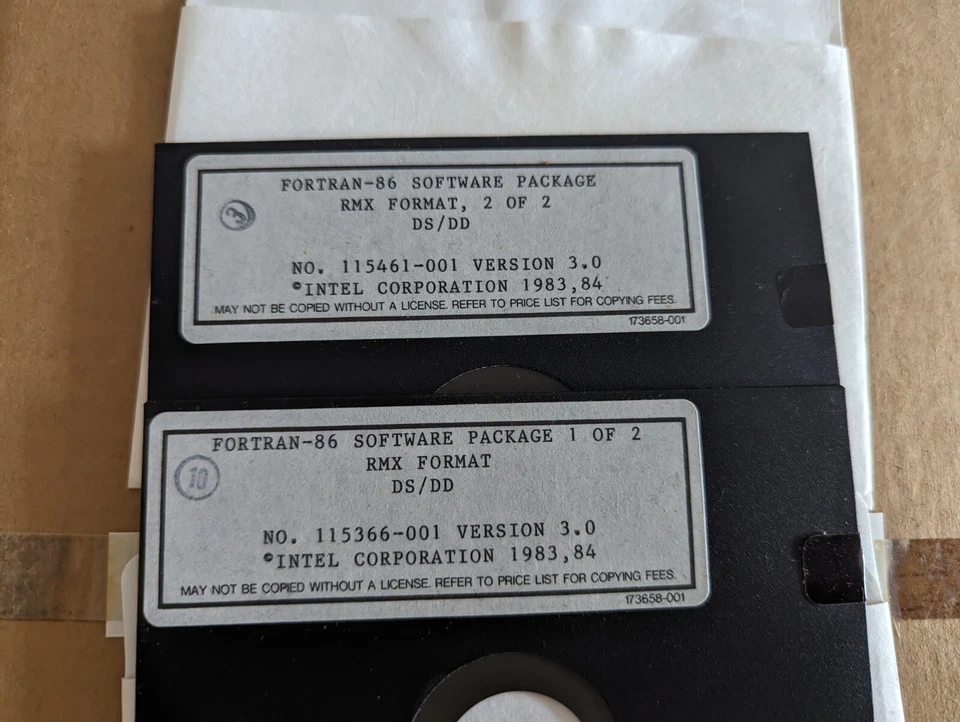 FORTRAN-86 SOFTWARE PACKAGE
RMX FORMAT, 2 OF 2
DS/DD
3
NO. 115461-001 VERSION 3.0
©INTEL CORPORATION 1983,84
MAY NOT BE COPIED WITHOUT A LICENSE. REFER TO PRICE LIST FOR COPYING FEES.
173658-001
FORTRAN-86 SOFTWARE PACKAGE 1 OF 2
RMX FORMAT
10
DS/DD
NO. 115366-001 VERSION 3.0
©INTEL CORPORATION 1983,84
MAY NOT BE COPIED WITHOUT A LICENSE. REFER TO PRICE LIST FOR COPYING FEES.
173658-001